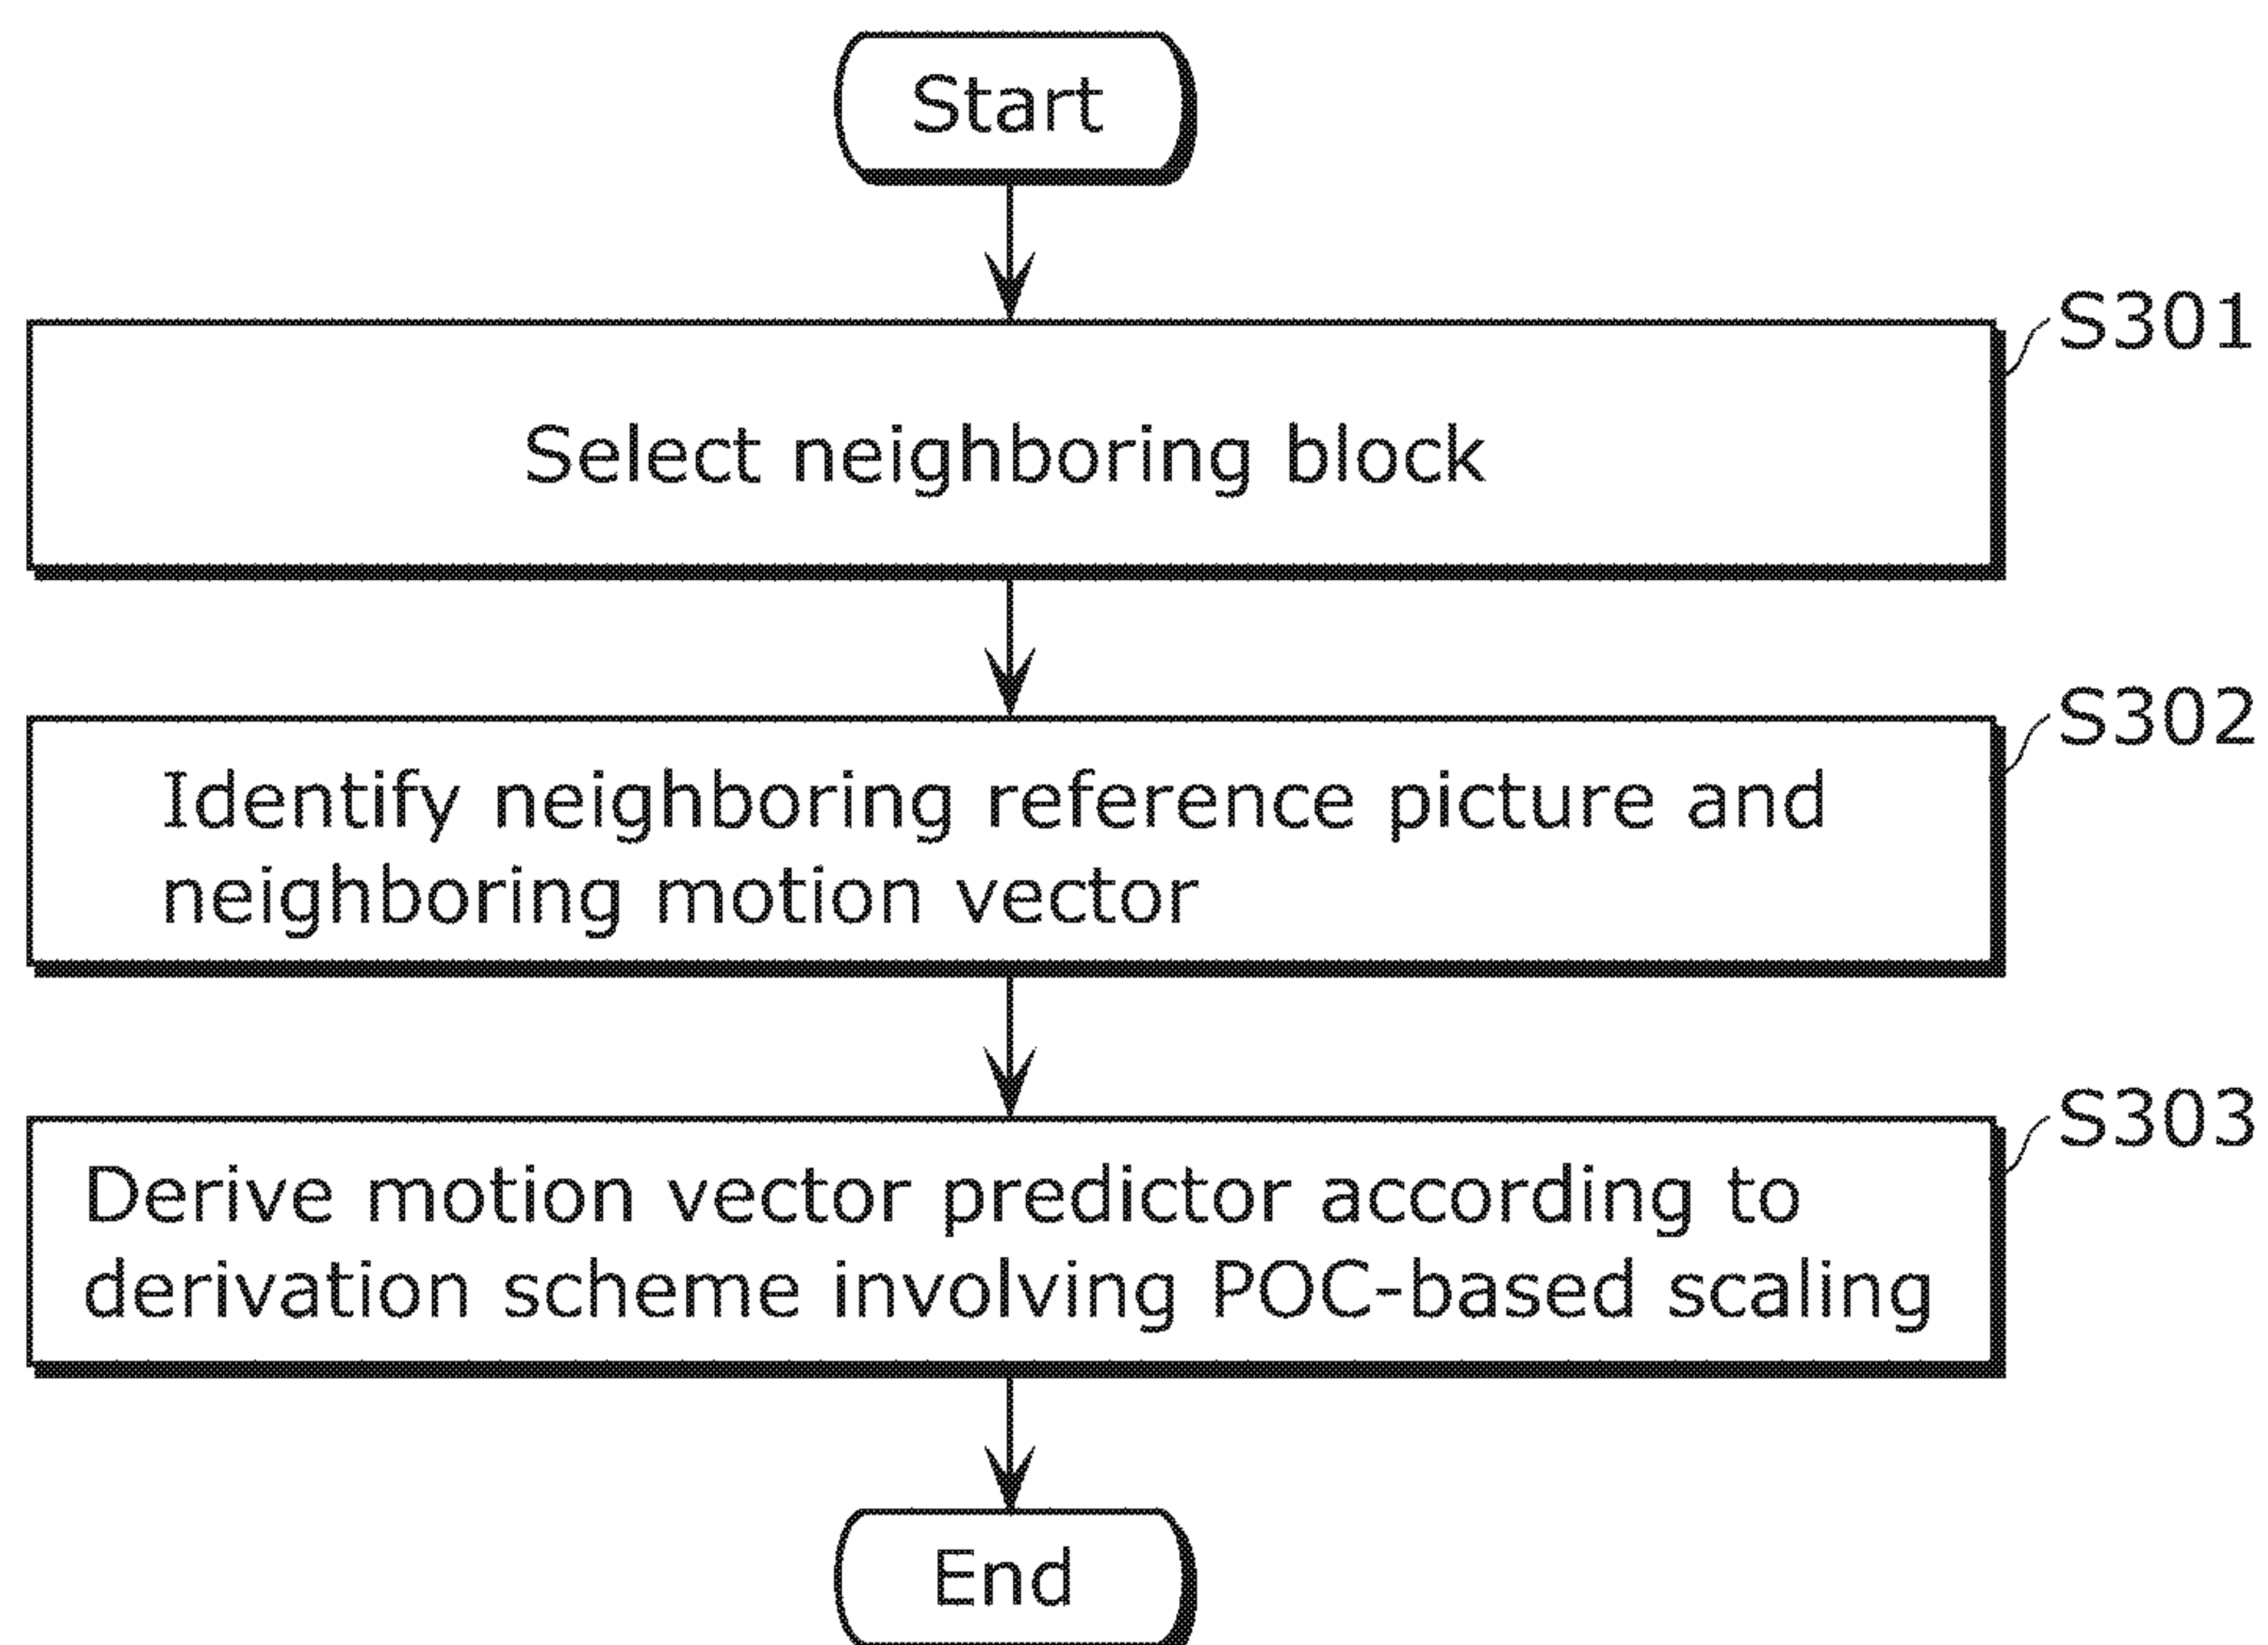 Start
S301
Select neighboring block
S302
Identify neighboring reference picture and
neighboring motion vector
S303
Derive motion vector predictor according to
derivation scheme involving POC-based scaling
End